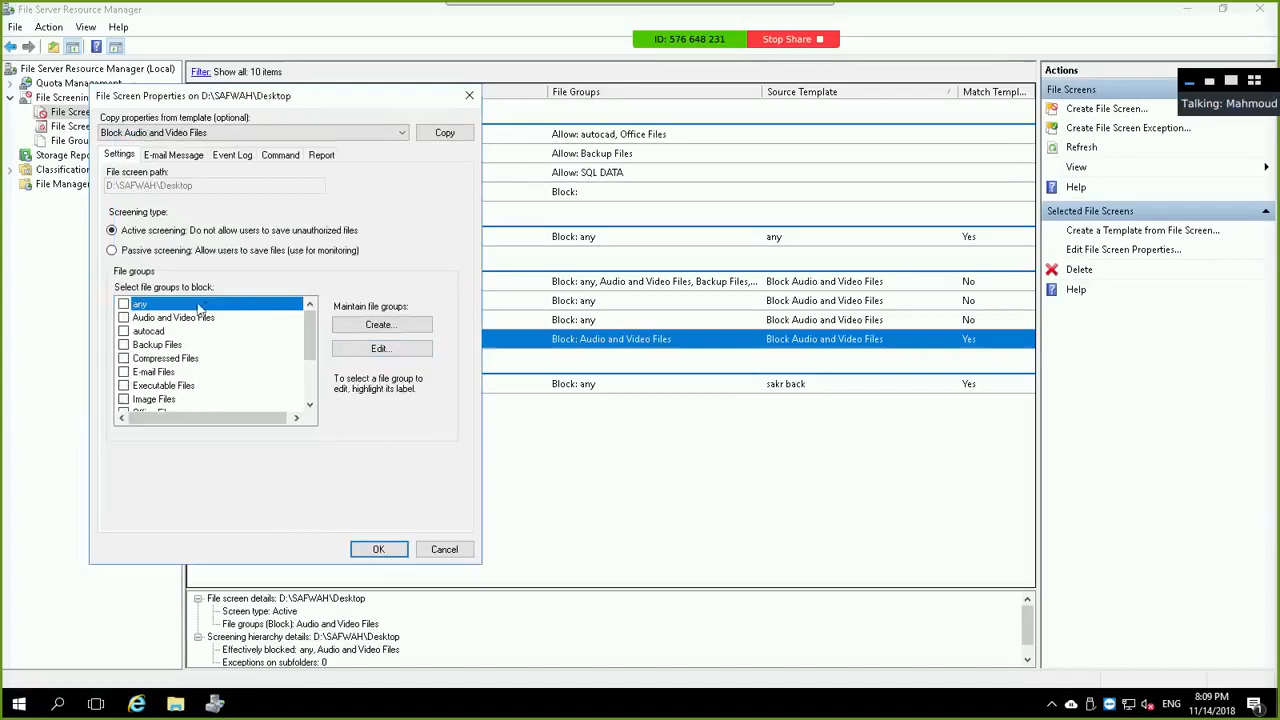 File Server Resource Manager
File Action View Help
ID: 576 648 231 Stop Share
File Server Resource Manager (Local)
Quota Management
File Screening
File Scree
File Scree
File Grou
Storage Repo
Classification
File Manager
Filter: Show all: 10 items
File Groups Source Template Match Templ...
Allow: autocad, Office Files
Allow: Backup Files
Allow: SQL DATA
Block:
Block: any any Yes
Block: any, Audio and Video Files, Backup Files,... Block Audio and Video Files No
Block: any Block Audio and Video Files No
Block: any Block Audio and Video Files No
Block: Audio and Video Files Block Audio and Video Files Yes
Block: any sakr back Yes
File Screen Properties on D:\SAFWAH\Desktop
Copy properties from template (optional):
Block Audio and Video Files Copy
Settings E-mail Message Event Log Command Report
File screen path:
D:\SAFWAH\Desktop
Screening type:
Active screening: Do not allow users to save unauthorized files
Passive screening: Allow users to save files (use for monitoring)
File groups
Select file groups to block:
any
Audio and Video Files
autocad
Backup Files
Compressed Files
E-mail Files
Executable Files
Image Files
Maintain file groups:
Create...
Edit...
To select a file group to
edit, highlight its label.
OK Cancel
File screen details: D:\SAFWAH\Desktop
Screen type: Active
File groups (Block): Audio and Video Files
Screening hierarchy details: D:\SAFWAH\Desktop
Effectively blocked: any, Audio and Video Files
Exceptions on subfolders: 0
Actions
File Screens
Create File Screen...
Create File Screen Exception...
Refresh
View
Help
Selected File Screens
Create a Template from File Screen...
Edit File Screen Properties...
Delete
Help
Talking: Mahmoud
ENG
8:09 PM
11/14/2018
1